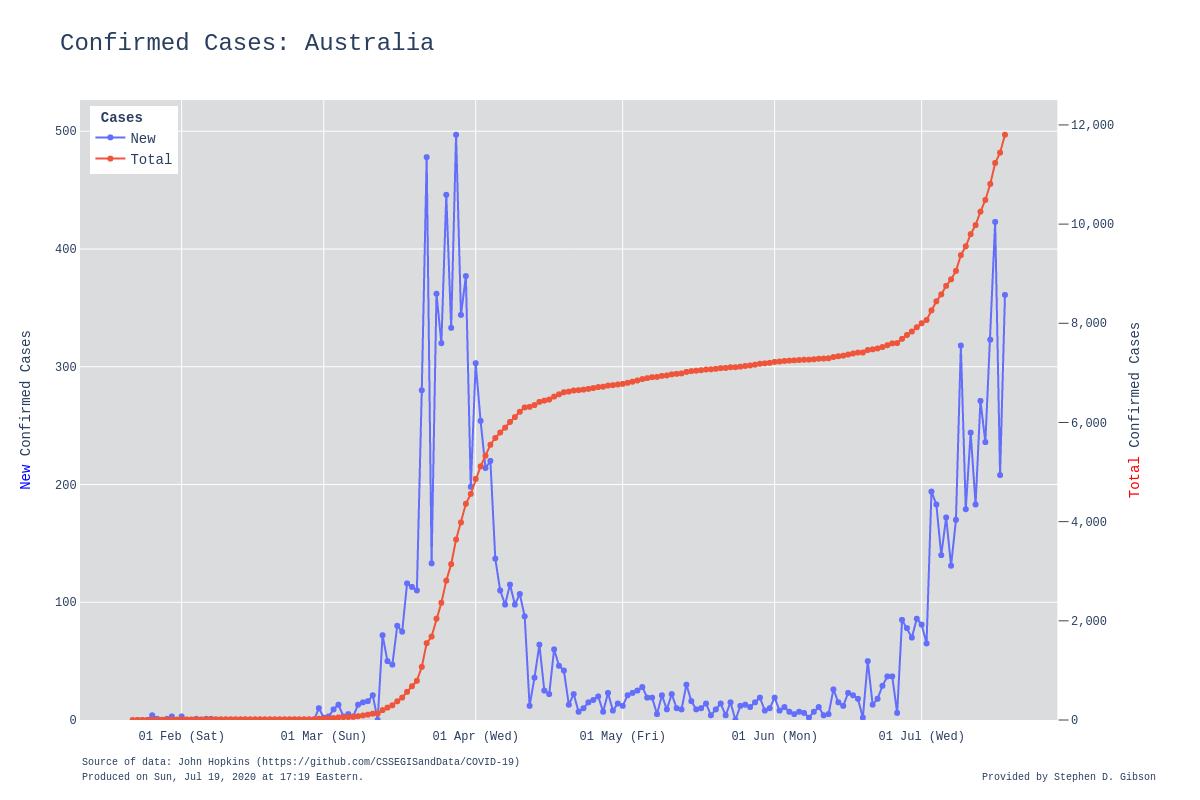 Confirmed Cases: Australia
Cases
New
Total
500
400
300
200
100
0
12,000
10,000
8,000
6,000
4,000
2,000
0
New Confirmed Cases
Total Confirmed Cases
01 Feb (Sat)
01 Mar (Sun)
01 Apr (Wed)
01 May (Fri)
01 Jun (Mon)
01 Jul (Wed)
Source of data: John Hopkins (https://github.com/CSSEGISandData/COVID-19)
Produced on Sun, Jul 19, 2020 at 17:19 Eastern.
Provided by Stephen D. Gibson